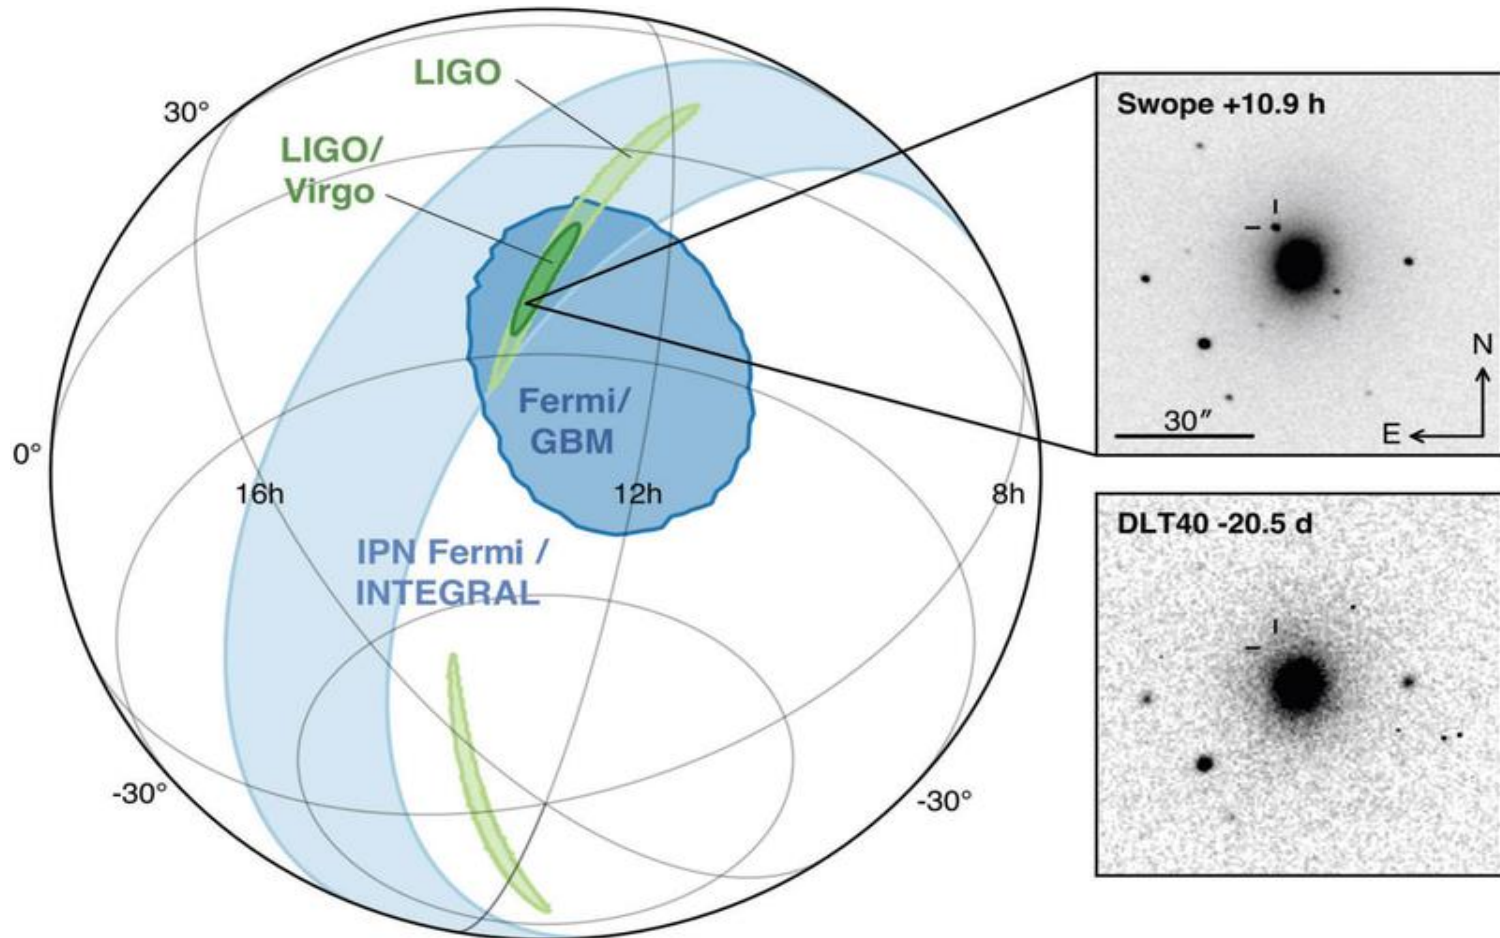 LIGO
30°
LIGO/
Virgo
Fermi/
GBM
0°
16h
12h
8h
IPN Fermi /
INTEGRAL
-30°
-30°
Swope +10.9 h
N
30″
E
DLT40 -20.5 d